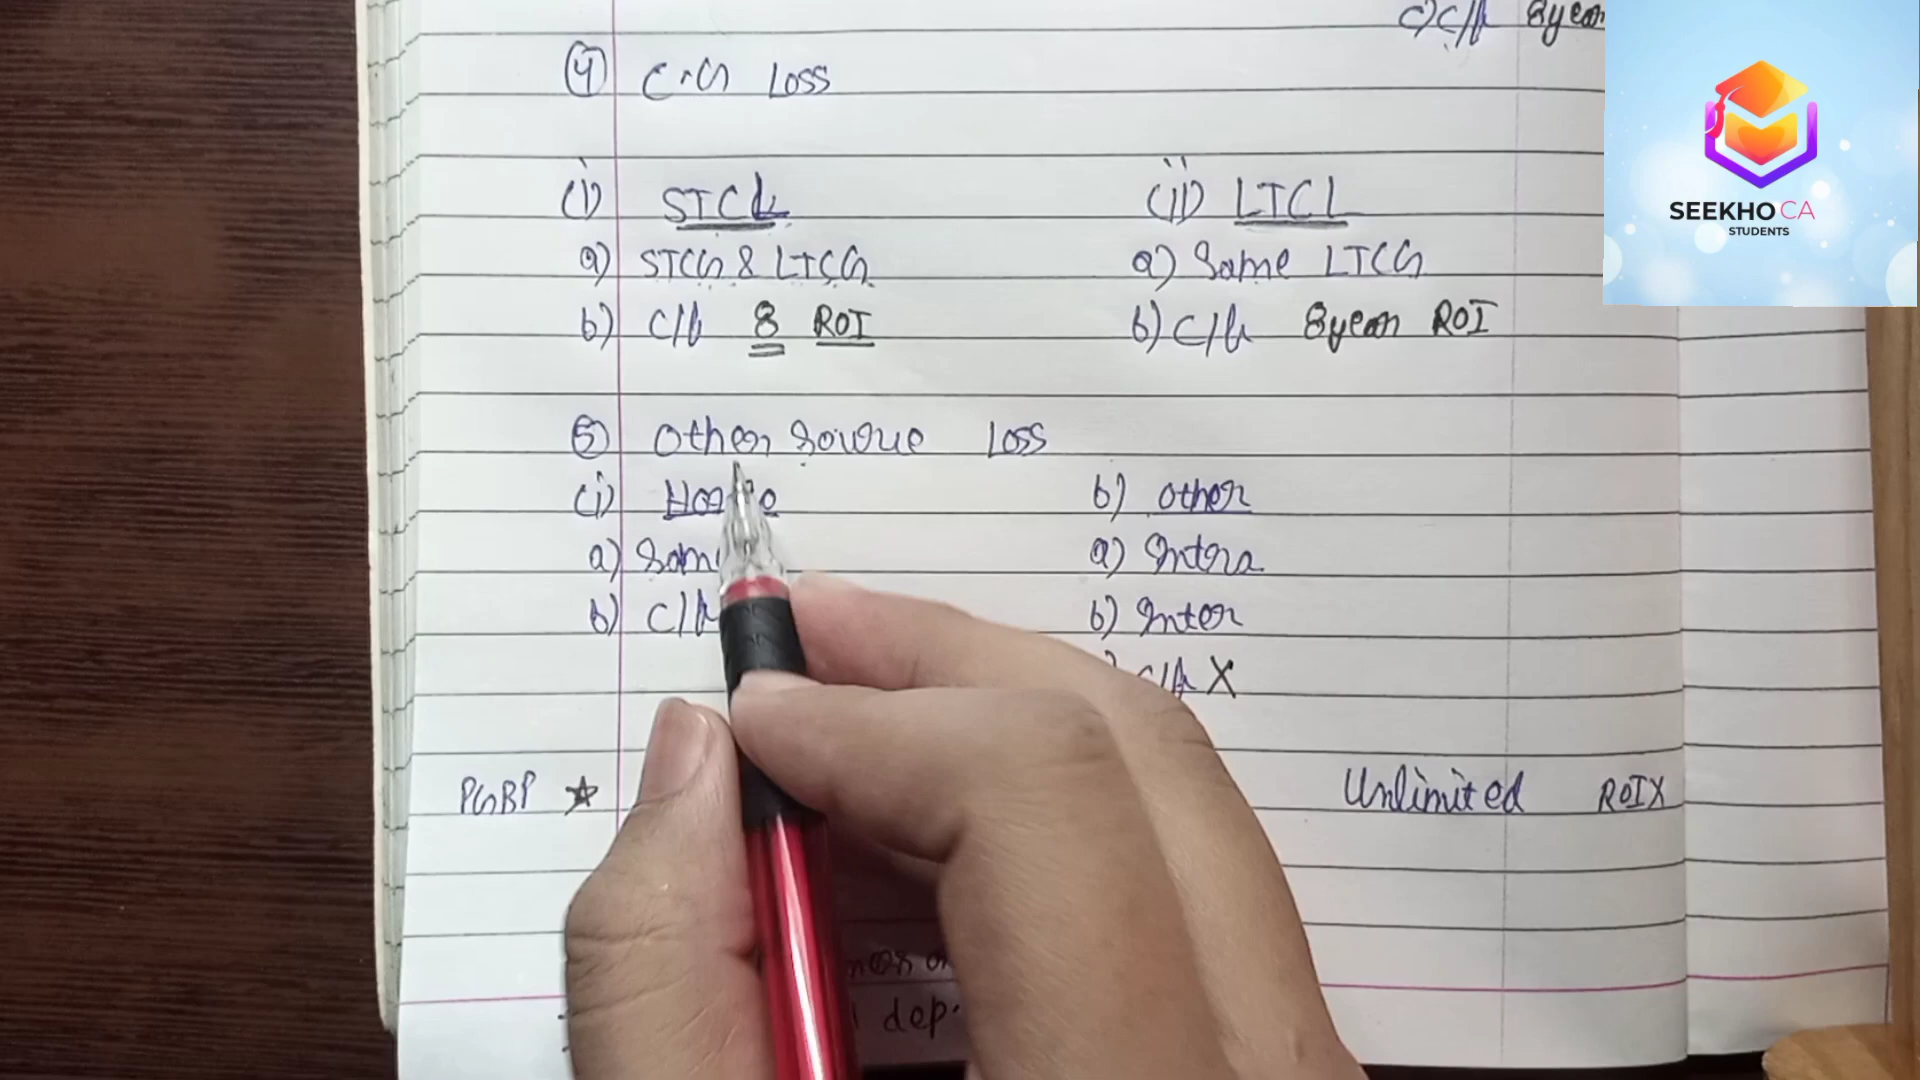 c) C/f 8year
④ C.G Loss
(i) STCL (ii) LTCL
a) STCG & LTCG a) Same LTCG
b) C/f 8 ROI b) C/f 8year ROI
⑤ Other Source Loss
(i) b) Other
a) Same a) Intra
b) C/f b) Inter
C/f X
PGBP ☆ Unlimited ROI X
dep.
SEEKHO CA
STUDENTS